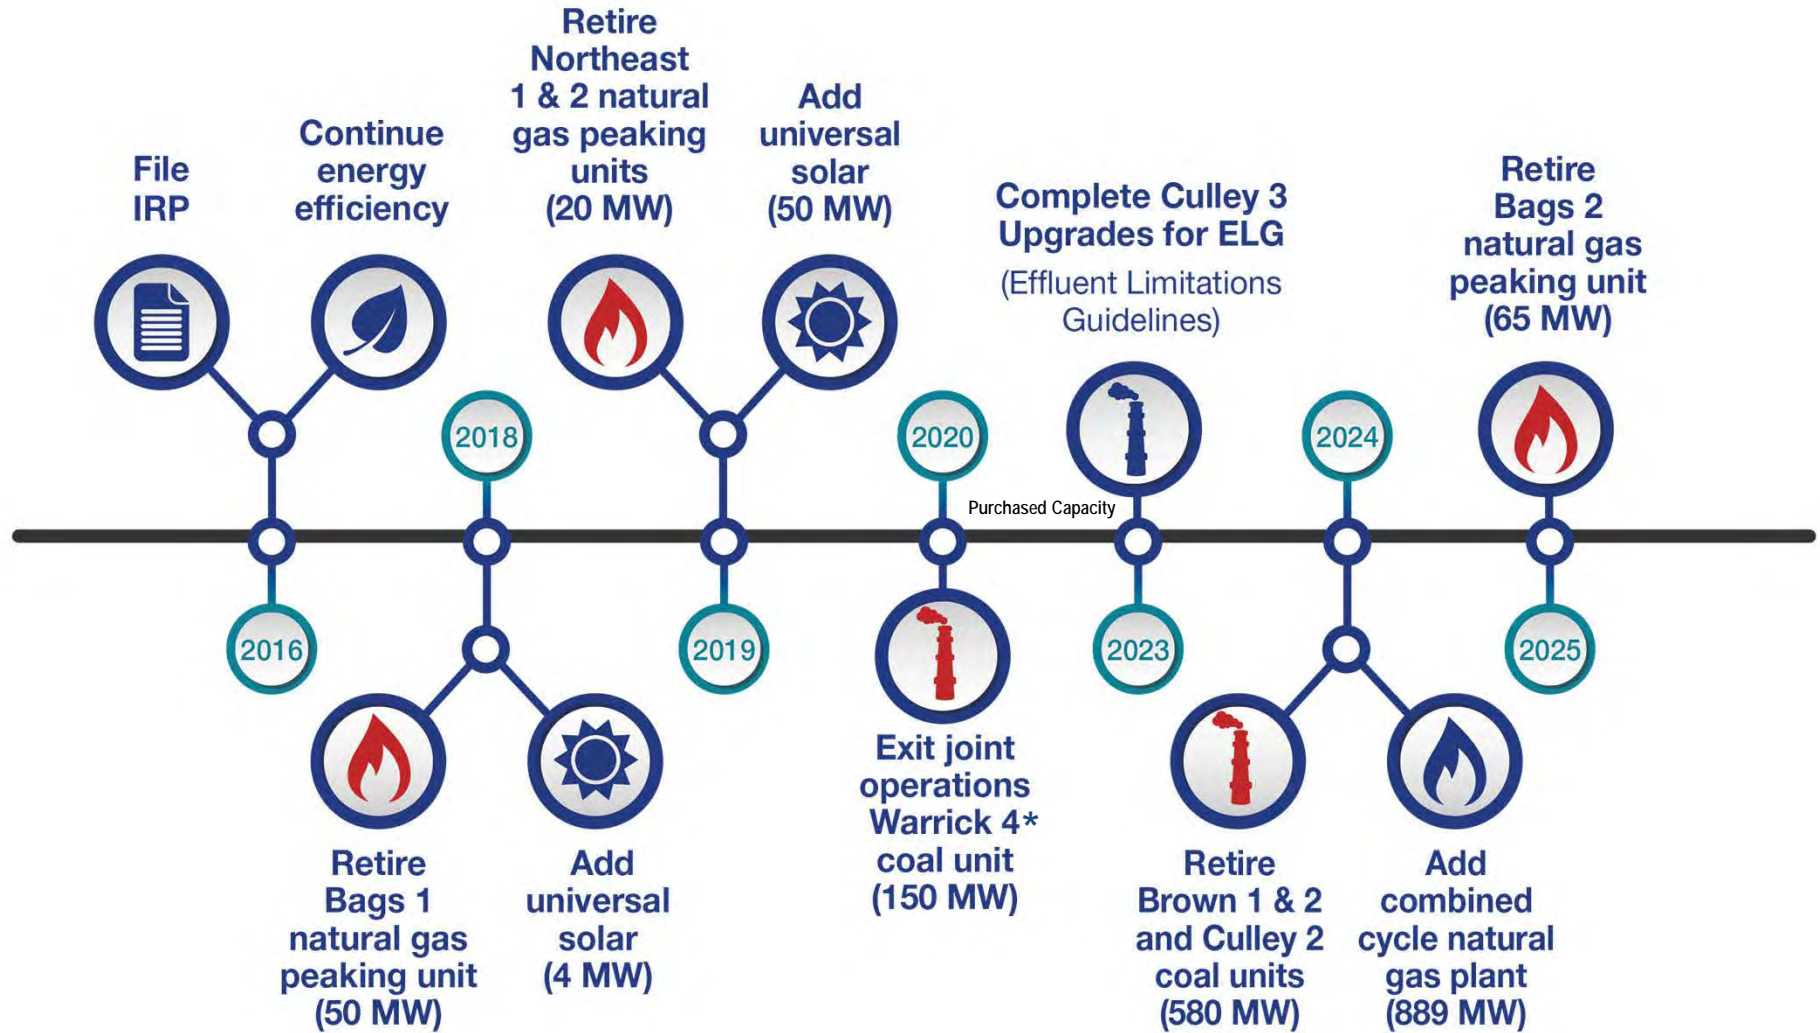 File
IRP
Continue
energy
efficiency
Retire
Northeast
1 & 2 natural
gas peaking
units
(20 MW)
Add
universal
solar
(50 MW)
Complete Culley 3
Upgrades for ELG
(Effluent Limitations
Guidelines)
Retire
Bags 2
natural gas
peaking unit
(65 MW)
2018
2020
2024
Purchased Capacity
2016
2019
2023
2025
Retire
Bags 1
natural gas
peaking unit
(50 MW)
Add
universal
solar
(4 MW)
Exit joint
operations
Warrick 4*
coal unit
(150 MW)
Retire
Brown 1 & 2
and Culley 2
coal units
(580 MW)
Add
combined
cycle natural
gas plant
(889 MW)